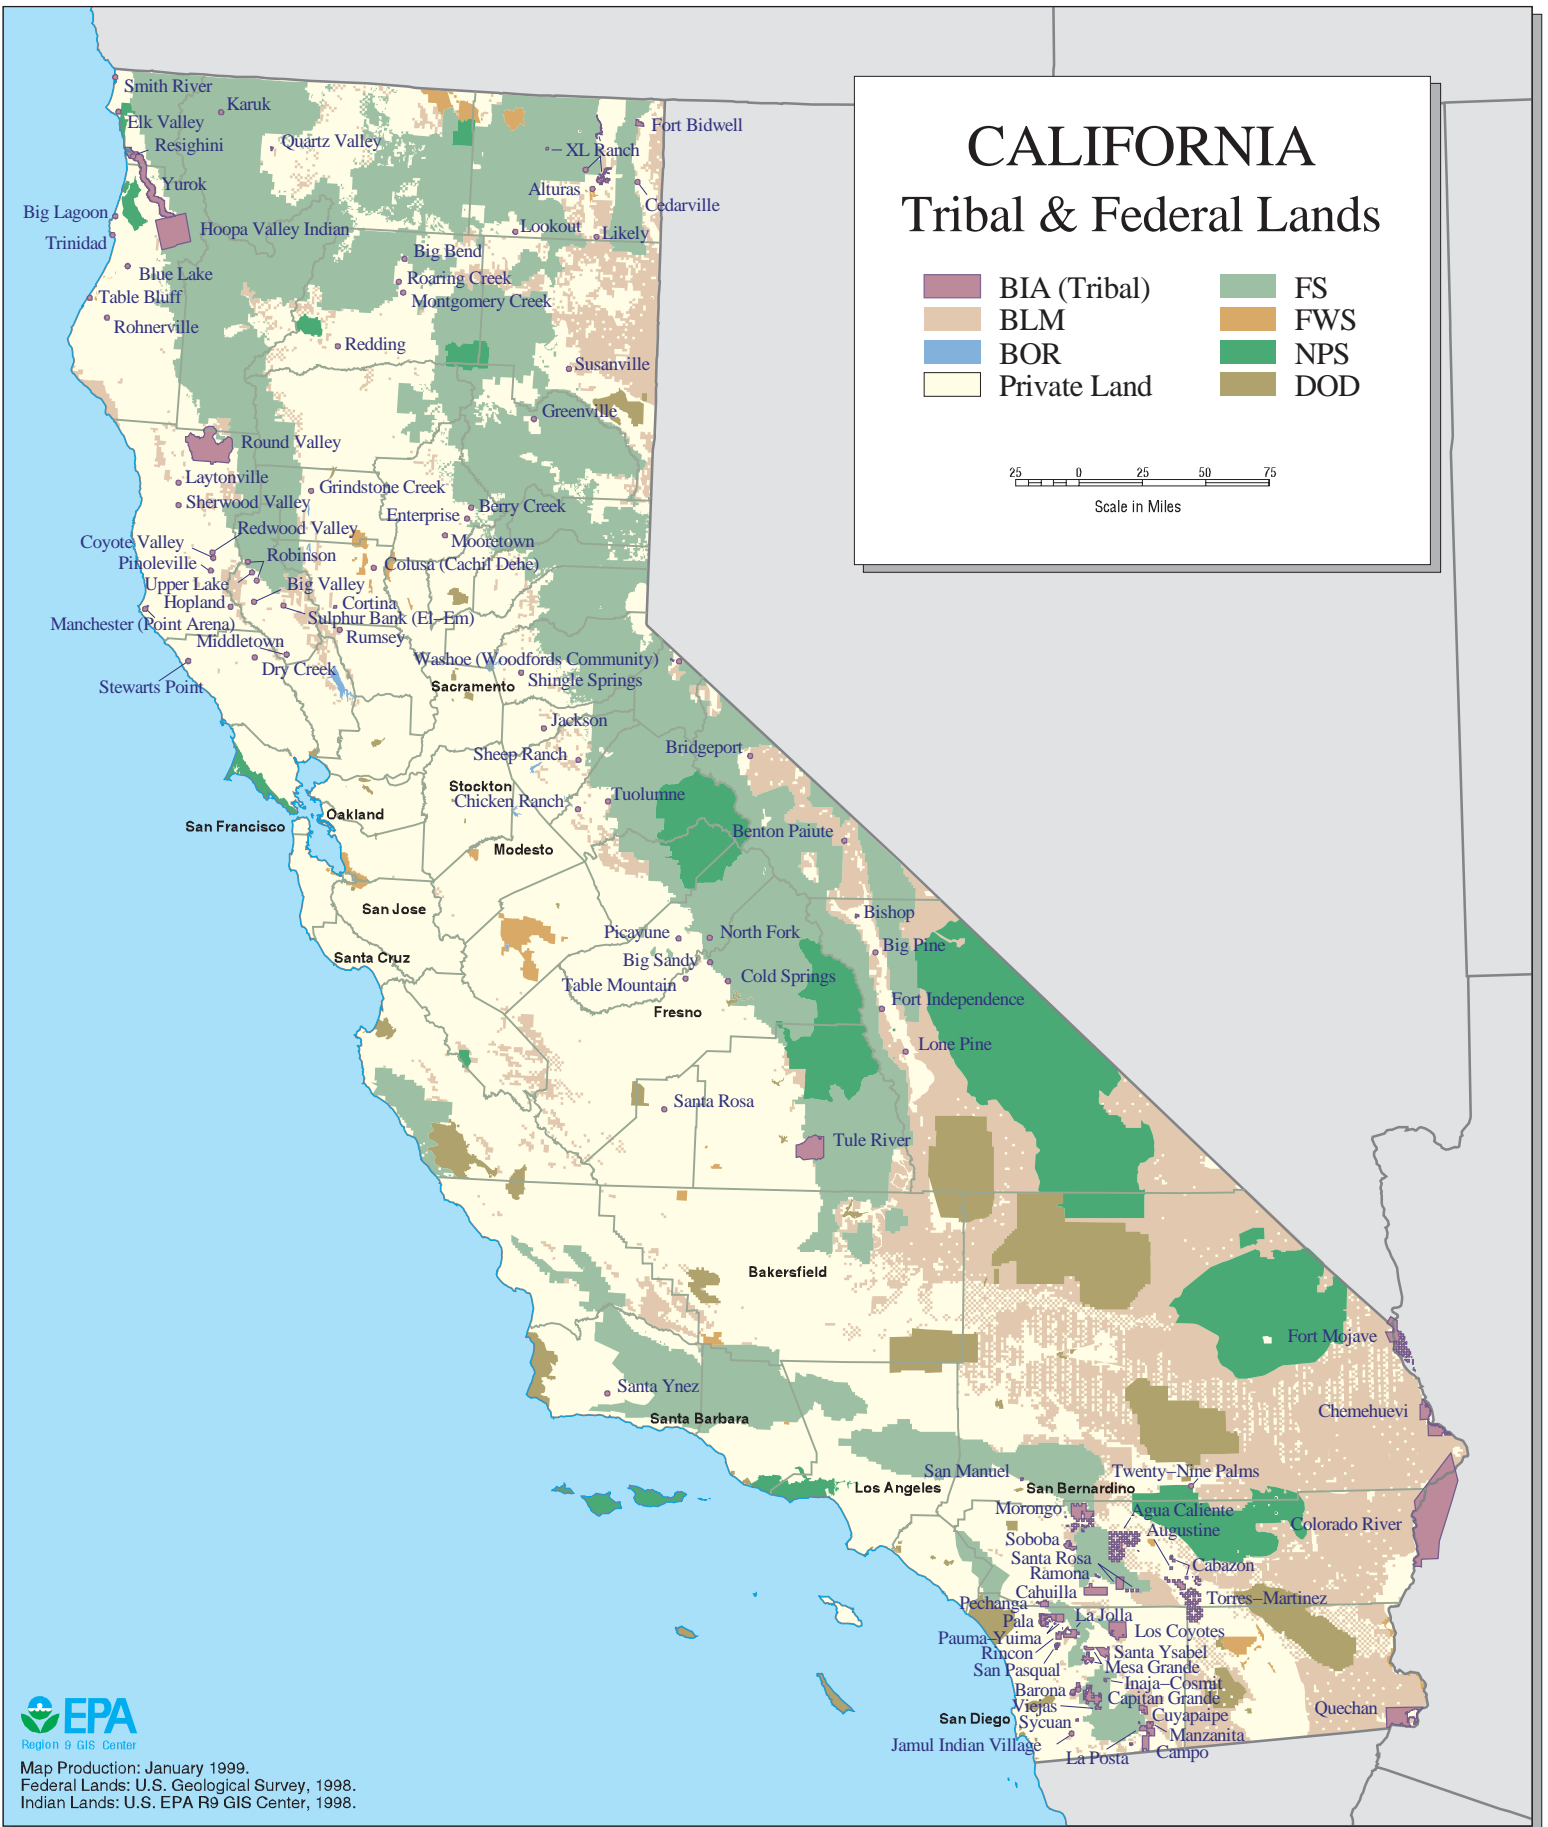 CALIFORNIA
Tribal & Federal Lands
BIA (Tribal)
BLM
BOR
Private Land
FS
FWS
NPS
DOD
25 0 25 50 75
Scale in Miles
Smith River
Karuk
Elk Valley
Resighini
Quartz Valley
Fort Bidwell
XL Ranch
Yurok
Alturas
Cedarville
Big Lagoon
Hoopa Valley Indian
Lookout
Likely
Trinidad
Big Bend
Blue Lake
Roaring Creek
Table Bluff
Montgomery Creek
Rohnerville
Redding
Susanville
Greenville
Round Valley
Laytonville
Grindstone Creek
Sherwood Valley
Berry Creek
Enterprise
Redwood Valley
Coyote Valley
Mooretown
Robinson
Pinoleville
Colusa (Cachil Dehe)
Upper Lake
Big Valley
Hopland
Cortina
Sulphur Bank (El-Em)
Manchester (Point Arena)
Rumsey
Middletown
Dry Creek
Washoe (Woodfords Community)
Shingle Springs
Stewarts Point
Sacramento
Jackson
Sheep Ranch
Bridgeport
Stockton
Chicken Ranch
Tuolumne
Oakland
San Francisco
Benton Paiute
Modesto
San Jose
Bishop
Picayune
North Fork
Big Pine
Santa Cruz
Big Sandy
Cold Springs
Table Mountain
Fort Independence
Fresno
Lone Pine
Santa Rosa
Tule River
Bakersfield
Fort Mojave
Santa Ynez
Santa Barbara
Chemehuevi
San Manuel
Twenty-Nine Palms
Los Angeles
San Bernardino
Morongo
Agua Caliente
Colorado River
Augustine
Soboba
Santa Rosa
Cabazon
Ramona
Cahuilla
Torres-Martinez
Pechanga
Pala
La Jolla
Pauma-Yuima
Los Coyotes
Rincon
Santa Ysabel
San Pasqual
Mesa Grande
Inaja-Cosmit
Barona
Capitan Grande
Viejas
Quechan
San Diego
Sycuan
Cuyapaipe
Manzanita
Jamul Indian Village
La Posta
Campo
EPA
Region 9 GIS Center
Map Production: January 1999.
Federal Lands: U.S. Geological Survey, 1998.
Indian Lands: U.S. EPA R9 GIS Center, 1998.